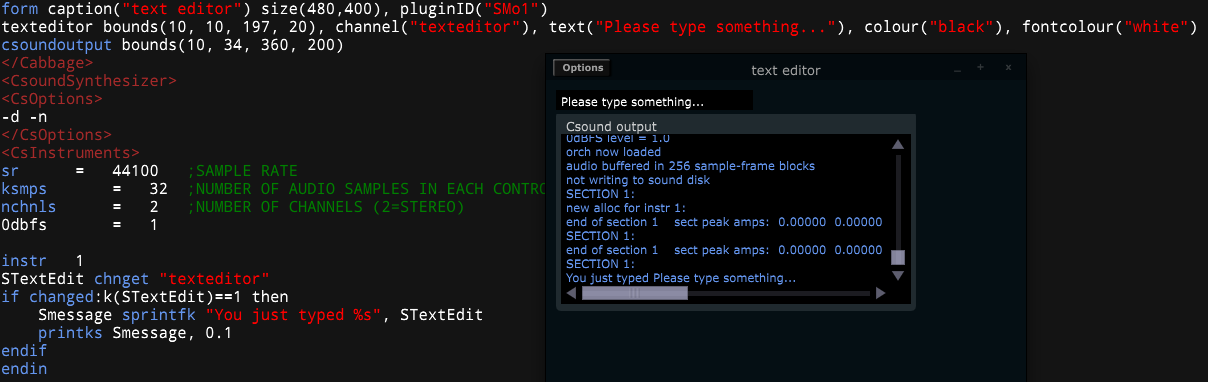 form caption("text editor") size(480,400), pluginID("SMo1")
texteditor bounds(10, 10, 197, 20), channel("texteditor"), text("Please type something..."), colour("black"), fontcolour("white")
csoundoutput bounds(10, 34, 360, 200)
</Cabbage>
<CsoundSynthesizer>
<CsOptions>
-d -n
</CsOptions>
<CsInstruments>
sr = 44100 ;SAMPLE RATE
ksmps = 32 ;NUMBER OF AUDIO SAMPLES IN EACH CONTRO
nchnls = 2 ;NUMBER OF CHANNELS (2=STEREO)
0dbfs = 1
instr 1
STextEdit chnget "texteditor"
if changed:k(STextEdit)==1 then
Smessage sprintfk "You just typed %s", STextEdit
printks Smessage, 0.1
endif
endin
Options
text editor
_ + x
Please type something...
Csound output
0dBFS level = 1.0
orch now loaded
audio buffered in 256 sample-frame blocks
not writing to sound disk
SECTION 1:
new alloc for instr 1:
end of section 1 sect peak amps: 0.00000 0.00000
SECTION 1:
end of section 1 sect peak amps: 0.00000 0.00000
SECTION 1:
You just typed Please type something...